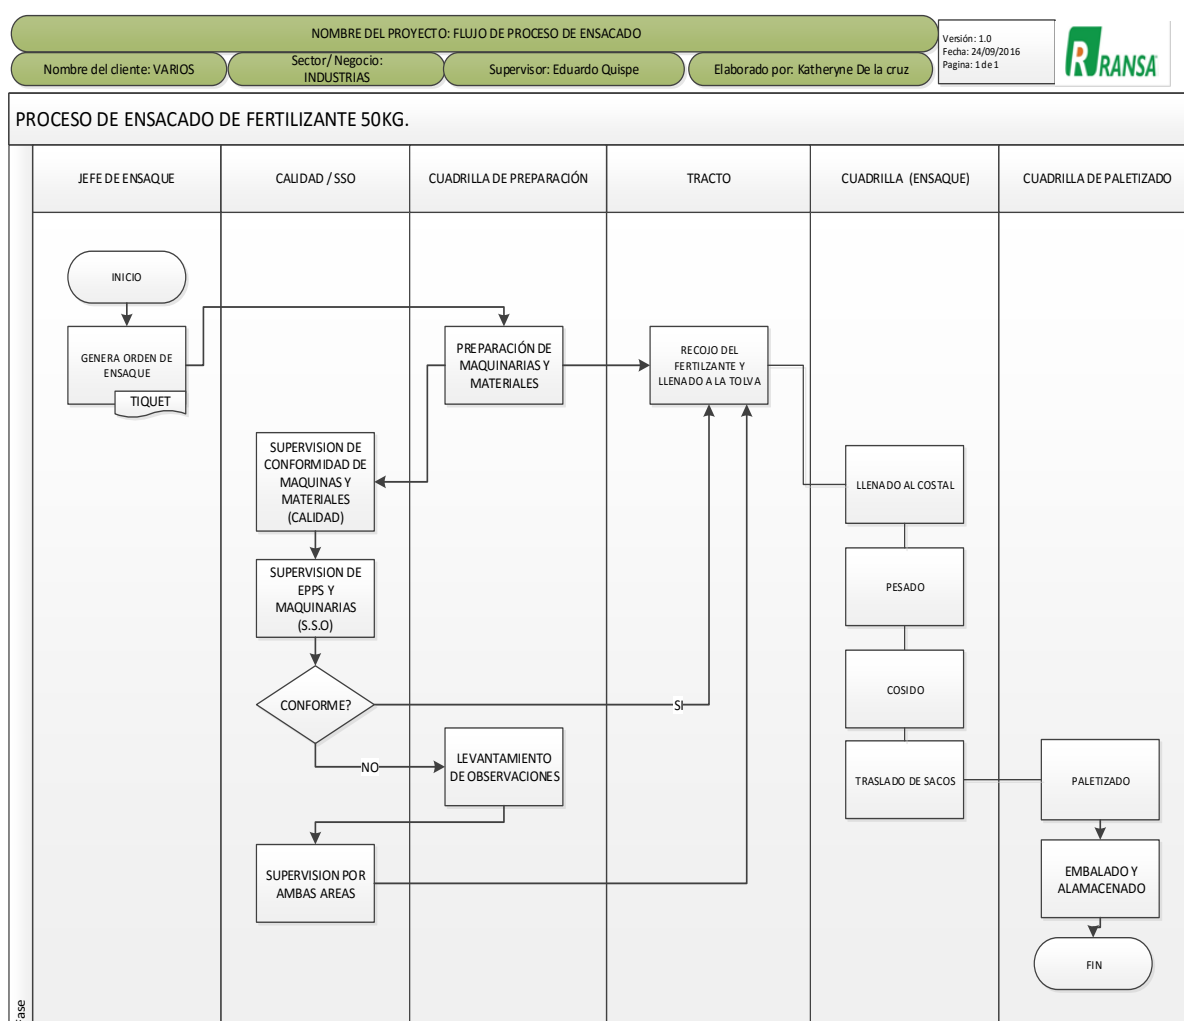 NOMBRE DEL PROYECTO: FLUJO DE PROCESO DE ENSACADO
Nombre del cliente: VARIOS
Sector/ Negocio:
INDUSTRIAS
Supervisor: Eduardo Quispe
Elaborado por: Katheryne De la cruz
Versión: 1.0
Fecha: 24/09/2016
Pagina: 1 de 1
RANSA
PROCESO DE ENSACADO DE FERTILIZANTE 50KG.
JEFE DE ENSAQUE
CALIDAD / SSO
CUADRILLA DE PREPARACIÓN
TRACTO
CUADRILLA (ENSAQUE)
CUADRILLA DE PALETIZADO
INICIO
GENERA ORDEN DE
ENSAQUE
TIQUET
PREPARACIÓN DE
MAQUINARIAS Y
MATERIALES
RECOJO DEL
FERTILZANTE Y
LLENADO A LA TOLVA
SUPERVISION DE
CONFORMIDAD DE
MAQUINAS Y
MATERIALES
(CALIDAD)
LLENADO AL COSTAL
SUPERVISION DE
EPPS Y
MAQUINARIAS
(S.S.O)
PESADO
CONFORME?
SI
COSIDO
NO
LEVANTAMIENTO
DE OBSERVACIONES
TRASLADO DE SACOS
PALETIZADO
SUPERVISION POR
AMBAS AREAS
EMBALADO Y
ALAMACENADO
FIN
Fase